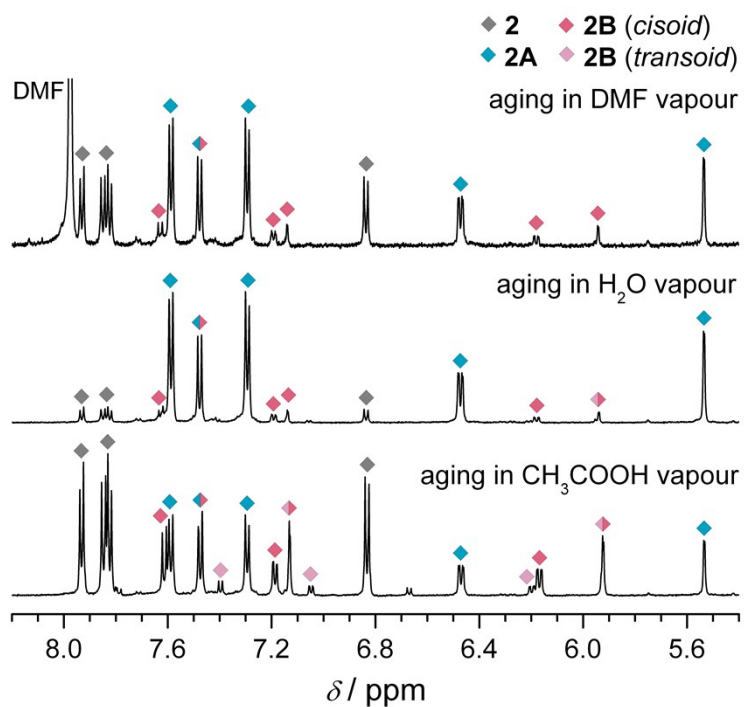 2 2B (cisoid)
2A 2B (transoid)
DMF
aging in DMF vapour
aging in H₂O vapour
aging in CH₃COOH vapour
8.0 7.6 7.2 6.8 6.4 6.0 5.6
δ / ppm